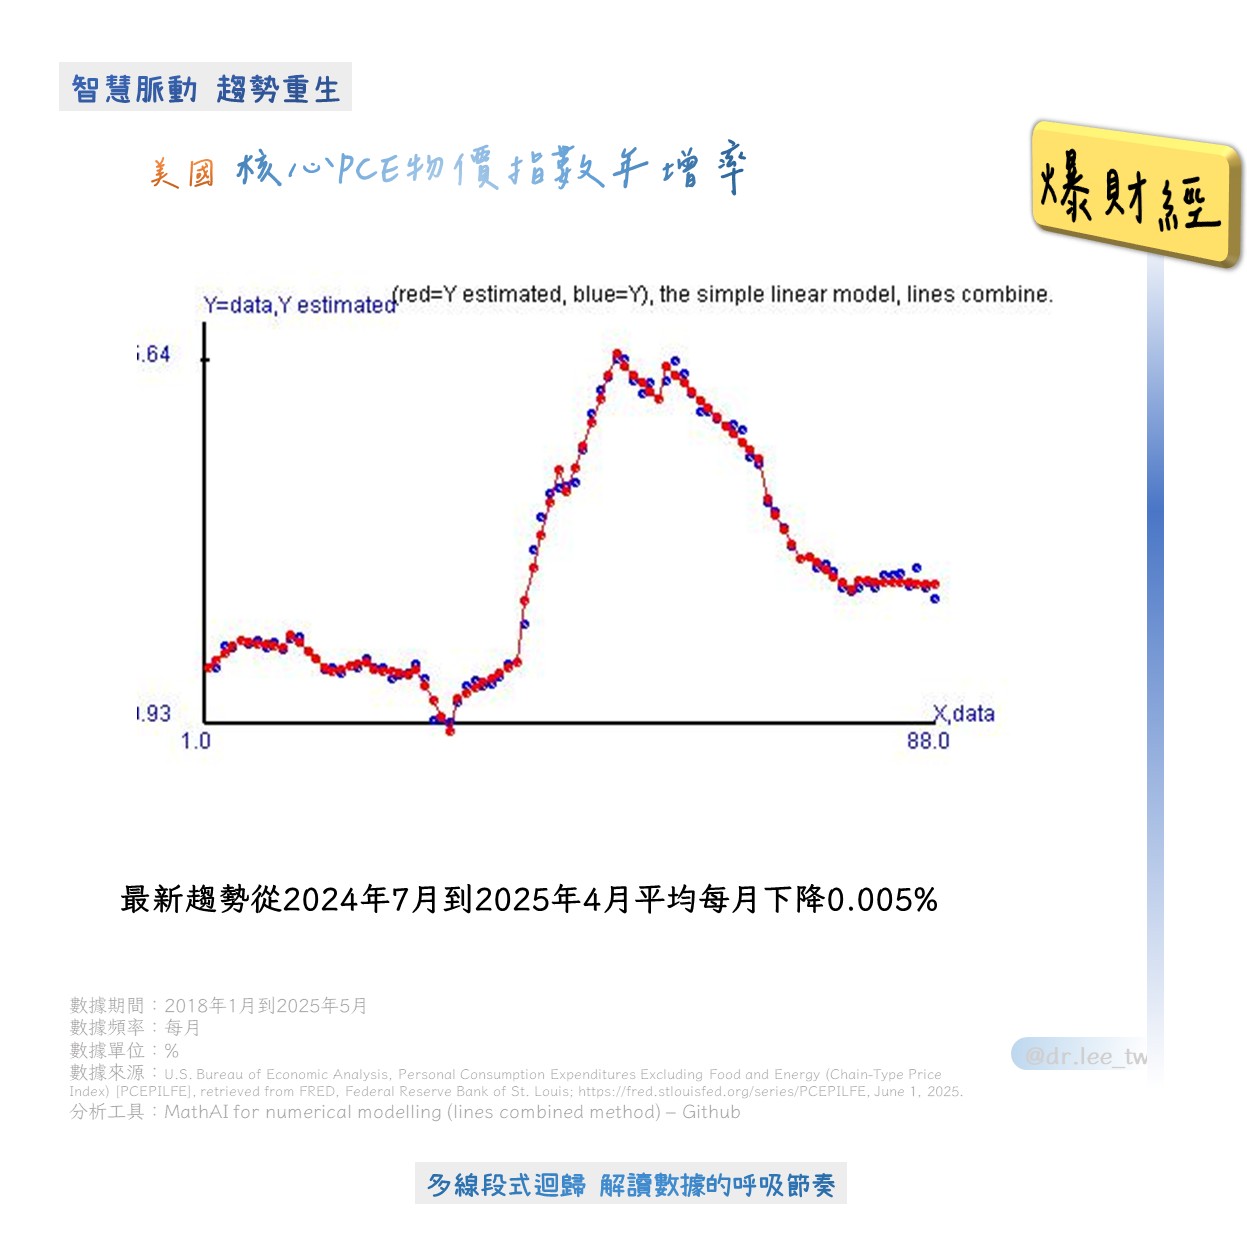 智慧脈動 趨勢重生
美國 核心PCE物價指數年增率
爆財經
(red=Y estimated, blue=Y), the simple linear model, lines combine.
Y=data,Y estimated
.64
.93
X,data
1.0
88.0
最新趨勢從2024年7月到2025年4月平均每月下降0.005%
數據期間：2018年1月到2025年5月
數據頻率：每月
數據單位：%
數據來源：U.S. Bureau of Economic Analysis, Personal Consumption Expenditures Excluding Food and Energy (Chain-Type Price
Index) [PCEPILFE], retrieved from FRED, Federal Reserve Bank of St. Louis; https://fred.stlouisfed.org/series/PCEPILFE, June 1, 2025.
分析工具：MathAI for numerical modelling (lines combined method) – Github
@dr.lee_tw
多線段式迴歸 解讀數據的呼吸節奏